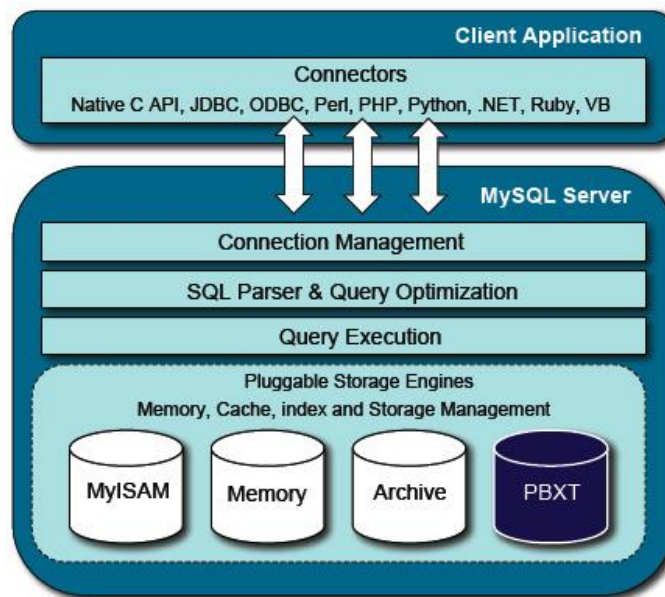 Client Application
Connectors
Native C API, JDBC, ODBC, Perl, PHP, Python, .NET, Ruby, VB
MySQL Server
Connection Management
SQL Parser & Query Optimization
Query Execution
Pluggable Storage Engines
Memory, Cache, index and Storage Management
MyISAM
Memory
Archive
PBXT